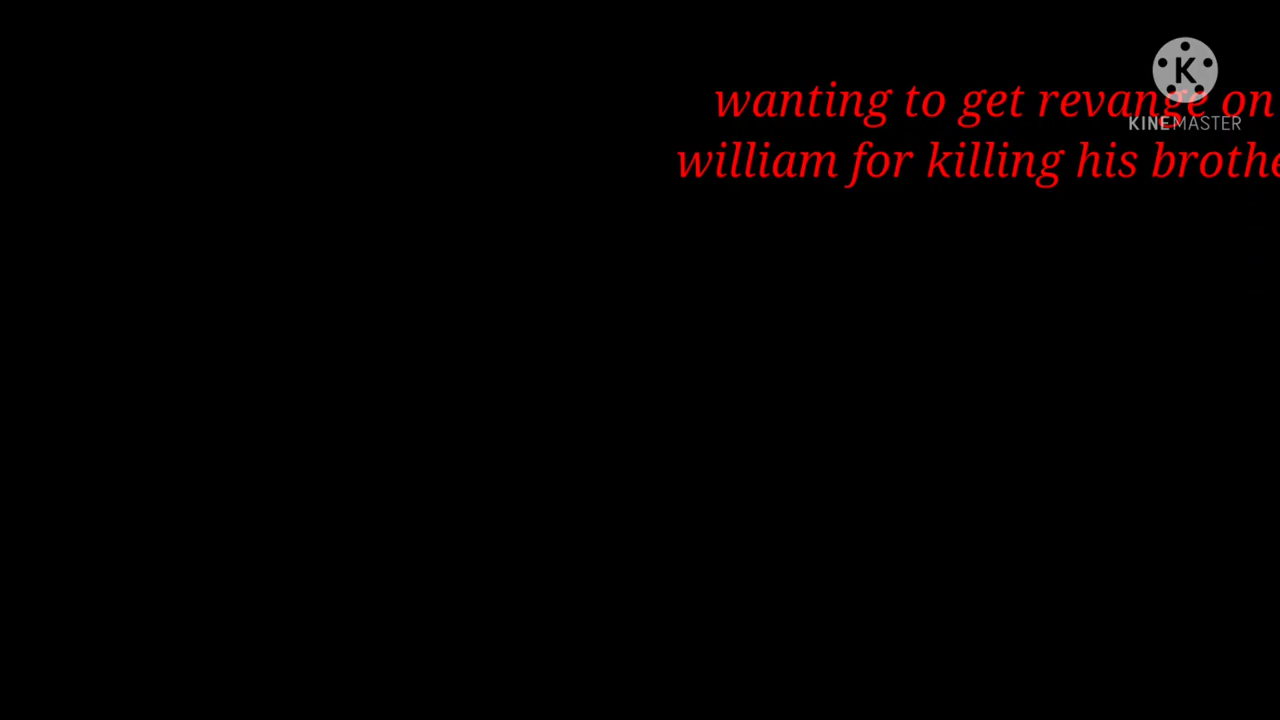 wanting to get revange on
william for killing his brothe
K
KINEMASTER